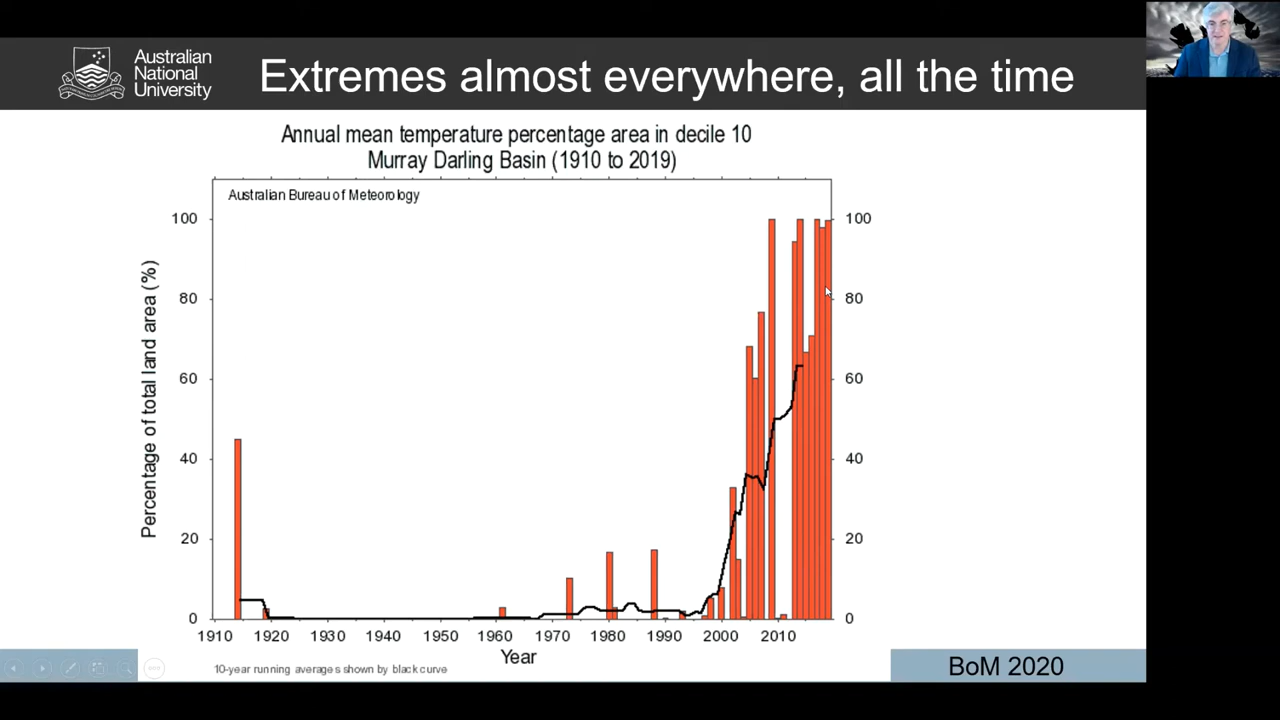 Australian
National
University
Extremes almost everywhere, all the time
Annual mean temperature percentage area in decile 10
Murray Darling Basin (1910 to 2019)
Australian Bureau of Meteorology
Percentage of total land area (%)
100
80
60
40
20
0
100
80
60
40
20
0
1910 1920 1930 1940 1950 1960 1970 1980 1990 2000 2010
Year
10-year running averages shown by black curve
BoM 2020